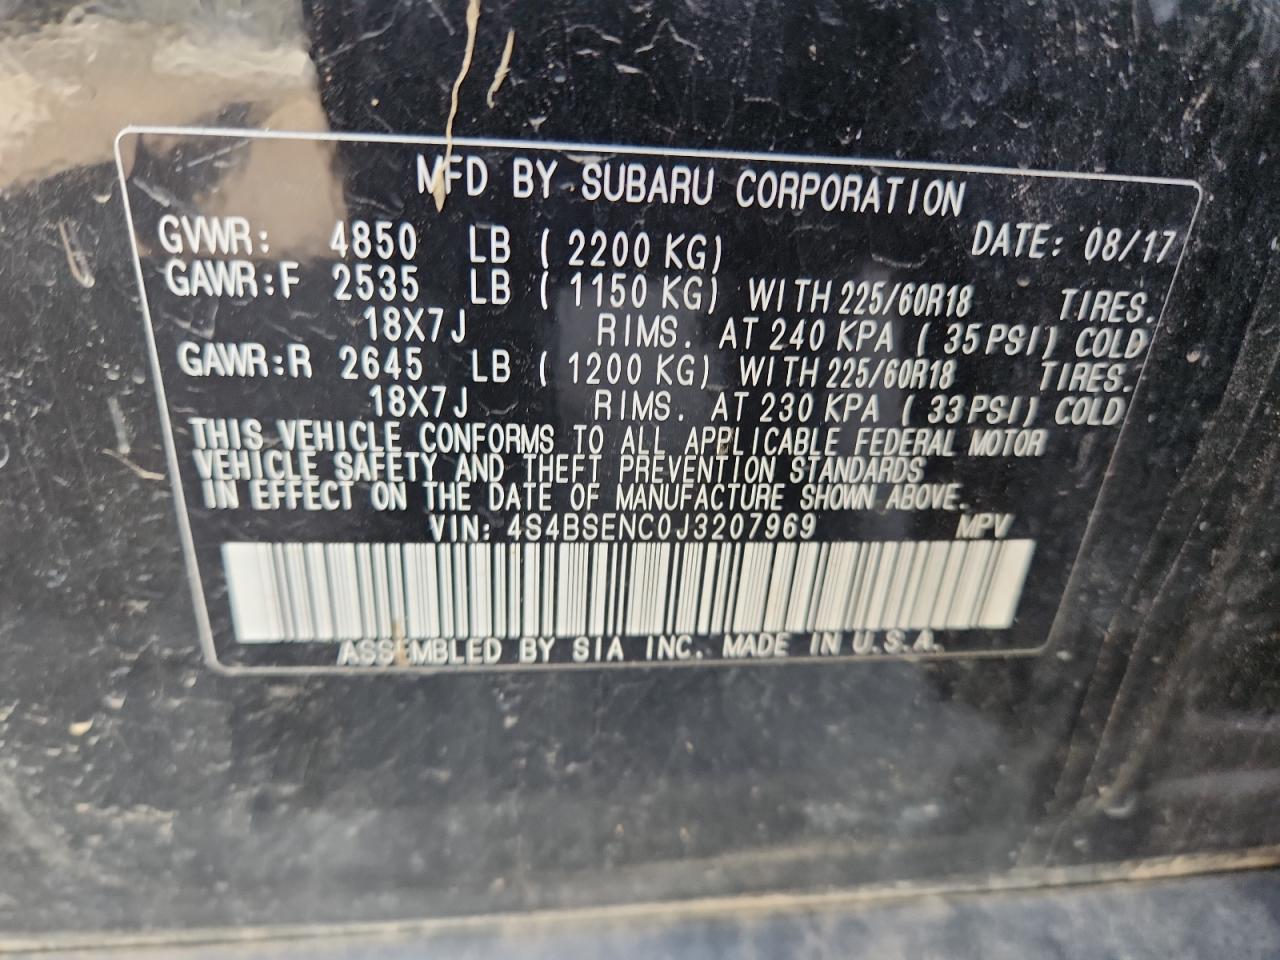 MFD BY SUBARU CORPORATION
GVWR: 4850 LB ( 2200 KG) DATE: 08/17
GAWR:F 2535 LB ( 1150 KG) WITH 225/60R18 TIRES.
18X7J RIMS. AT 240 KPA ( 35 PSI) COLD
GAWR:R 2645 LB ( 1200 KG) WITH 225/60R18 TIRES.
18X7J RIMS. AT 230 KPA ( 33 PSI) COLD
THIS VEHICLE CONFORMS TO ALL APPLICABLE FEDERAL MOTOR
VEHICLE SAFETY AND THEFT PREVENTION STANDARDS
IN EFFECT ON THE DATE OF MANUFACTURE SHOWN ABOVE.
VIN: 4S4BSENC0J3207969 MPV
ASSEMBLED BY SIA INC. MADE IN U.S.A.